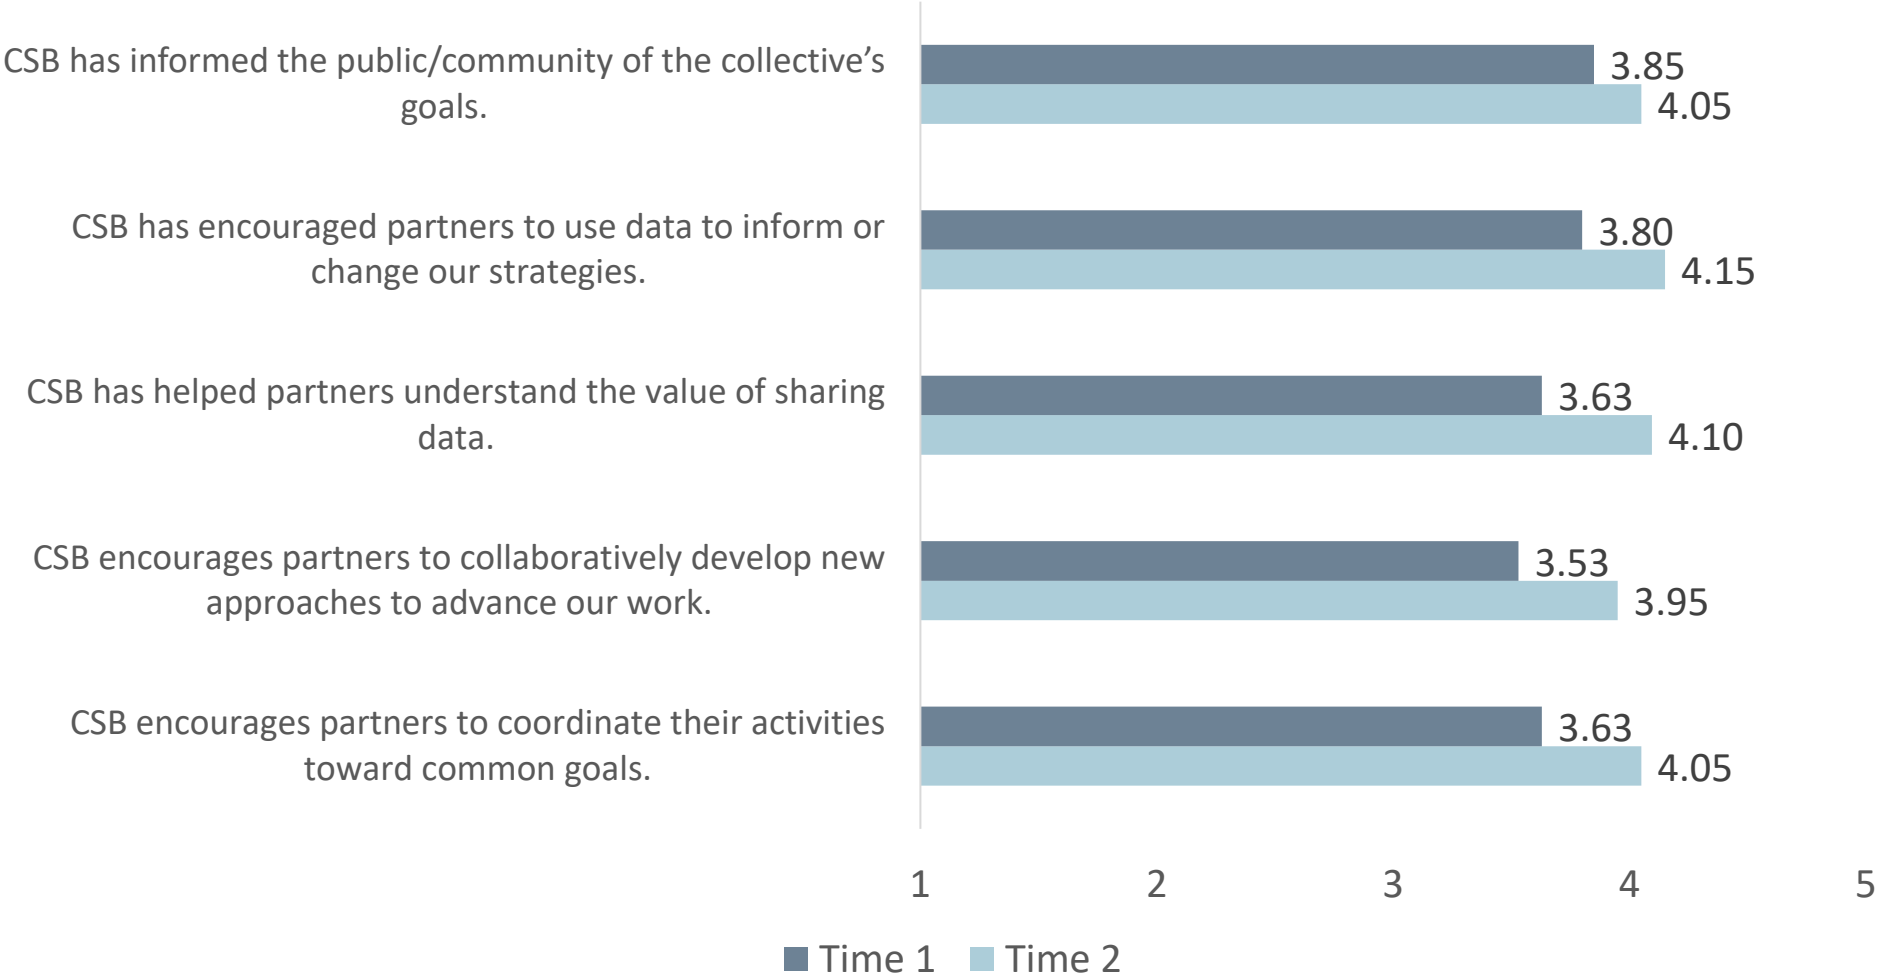 CSB has informed the public/community of the collective’s
goals.
3.85
4.05
CSB has encouraged partners to use data to inform or
change our strategies.
3.80
4.15
CSB has helped partners understand the value of sharing
data.
3.63
4.10
CSB encourages partners to collaboratively develop new
approaches to advance our work.
3.53
3.95
CSB encourages partners to coordinate their activities
toward common goals.
3.63
4.05
1 2 3 4 5
Time 1 Time 2